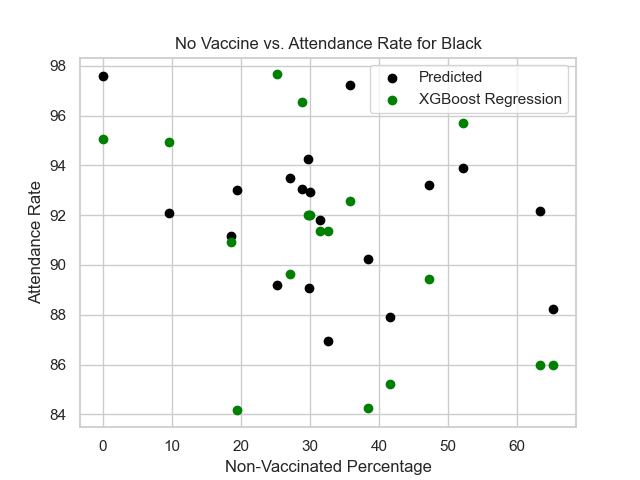 No Vaccine vs. Attendance Rate for Black
Predicted
XGBoost Regression
98
96
94
92
90
88
86
84
Attendance Rate
0 10 20 30 40 50 60
Non-Vaccinated Percentage